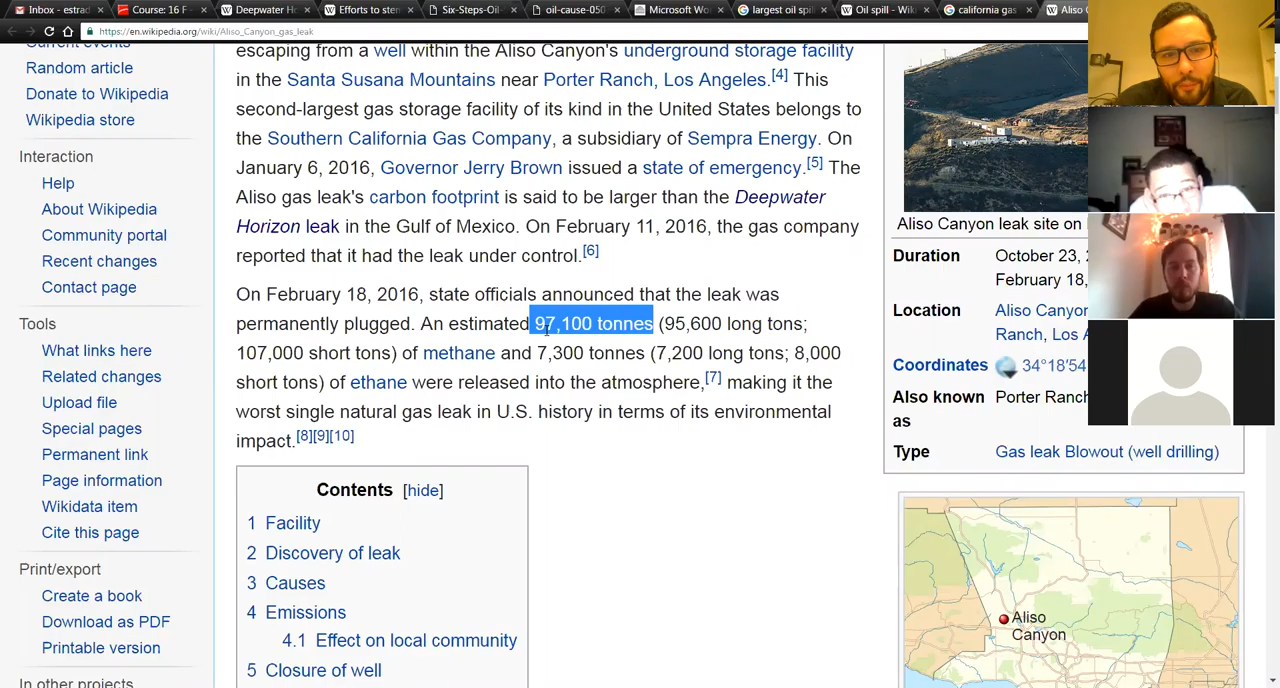 Inbox - estrad
Course: 16 F
Deepwater Ho
Efforts to ster
Six-Steps-Oil-
oil-cause-050
Microsoft Wo
largest oil spil
Oil spill - Wiki
california gas
Aliso
https://en.wikipedia.org/wiki/Aliso_Canyon_gas_leak
Current events
Random article
Donate to Wikipedia
Wikipedia store
Interaction
Help
About Wikipedia
Community portal
Recent changes
Contact page
Tools
What links here
Related changes
Upload file
Special pages
Permanent link
Page information
Wikidata item
Cite this page
Print/export
Create a book
Download as PDF
Printable version
In other projects
escaping from a well within the Aliso Canyon's underground storage facility
in the Santa Susana Mountains near Porter Ranch, Los Angeles.[4] This
second-largest gas storage facility of its kind in the United States belongs to
the Southern California Gas Company, a subsidiary of Sempra Energy. On
January 6, 2016, Governor Jerry Brown issued a state of emergency.[5] The
Aliso gas leak's carbon footprint is said to be larger than the Deepwater
Horizon leak in the Gulf of Mexico. On February 11, 2016, the gas company
reported that it had the leak under control.[6]
On February 18, 2016, state officials announced that the leak was
permanently plugged. An estimated 97,100 tonnes (95,600 long tons;
107,000 short tons) of methane and 7,300 tonnes (7,200 long tons; 8,000
short tons) of ethane were released into the atmosphere,[7] making it the
worst single natural gas leak in U.S. history in terms of its environmental
impact.[8][9][10]
Contents [hide]
1 Facility
2 Discovery of leak
3 Causes
4 Emissions
4.1 Effect on local community
5 Closure of well
Aliso Canyon leak site on
Duration October 23, 2
February 18,
Location Aliso Canyo
Ranch, Los A
Coordinates 34°18′54
Also known as Porter Ranch
Type Gas leak Blowout (well drilling)
Aliso
Canyon